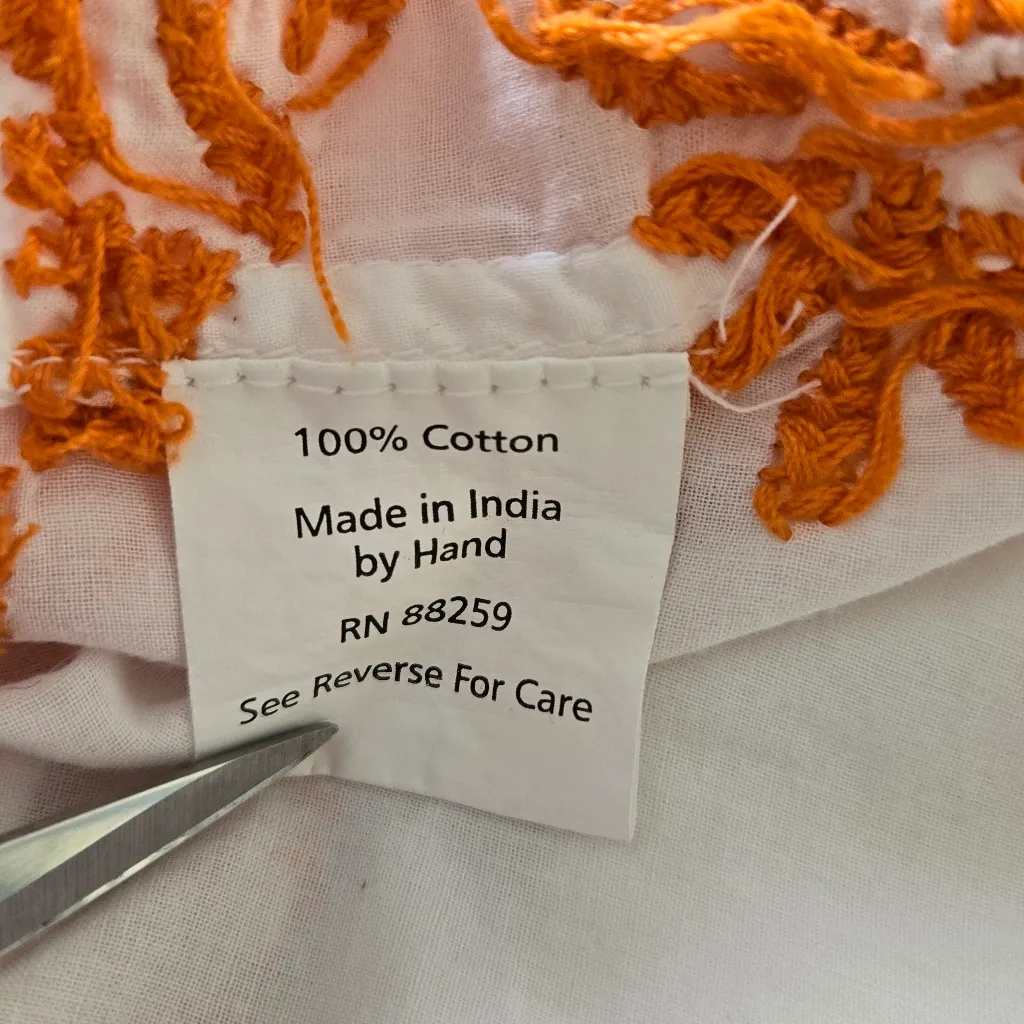 100% Cotton
Made in India
by Hand
RN 88259
See Reverse For Care